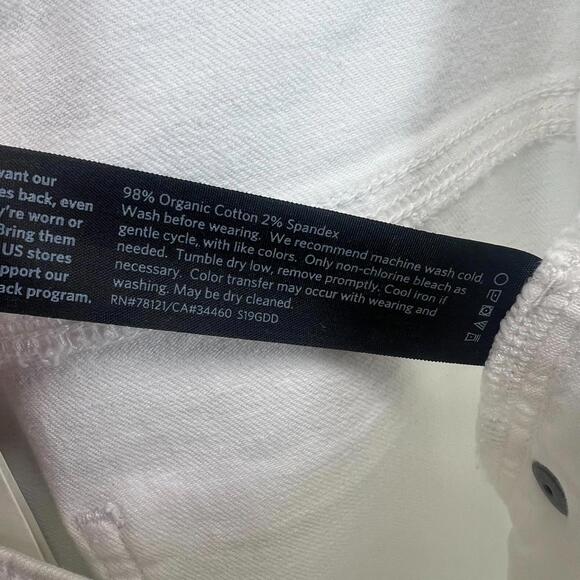 want our
es back, even
y're worn or
Bring them
US stores
pport our
ack program.
98% Organic Cotton 2% Spandex
Wash before wearing. We recommend machine wash cold,
gentle cycle, with like colors. Only non-chlorine bleach as
needed. Tumble dry low, remove promptly. Cool iron if
necessary. Color transfer may occur with wearing and
washing. May be dry cleaned.
RN#78121/CA#34460 S19GDD